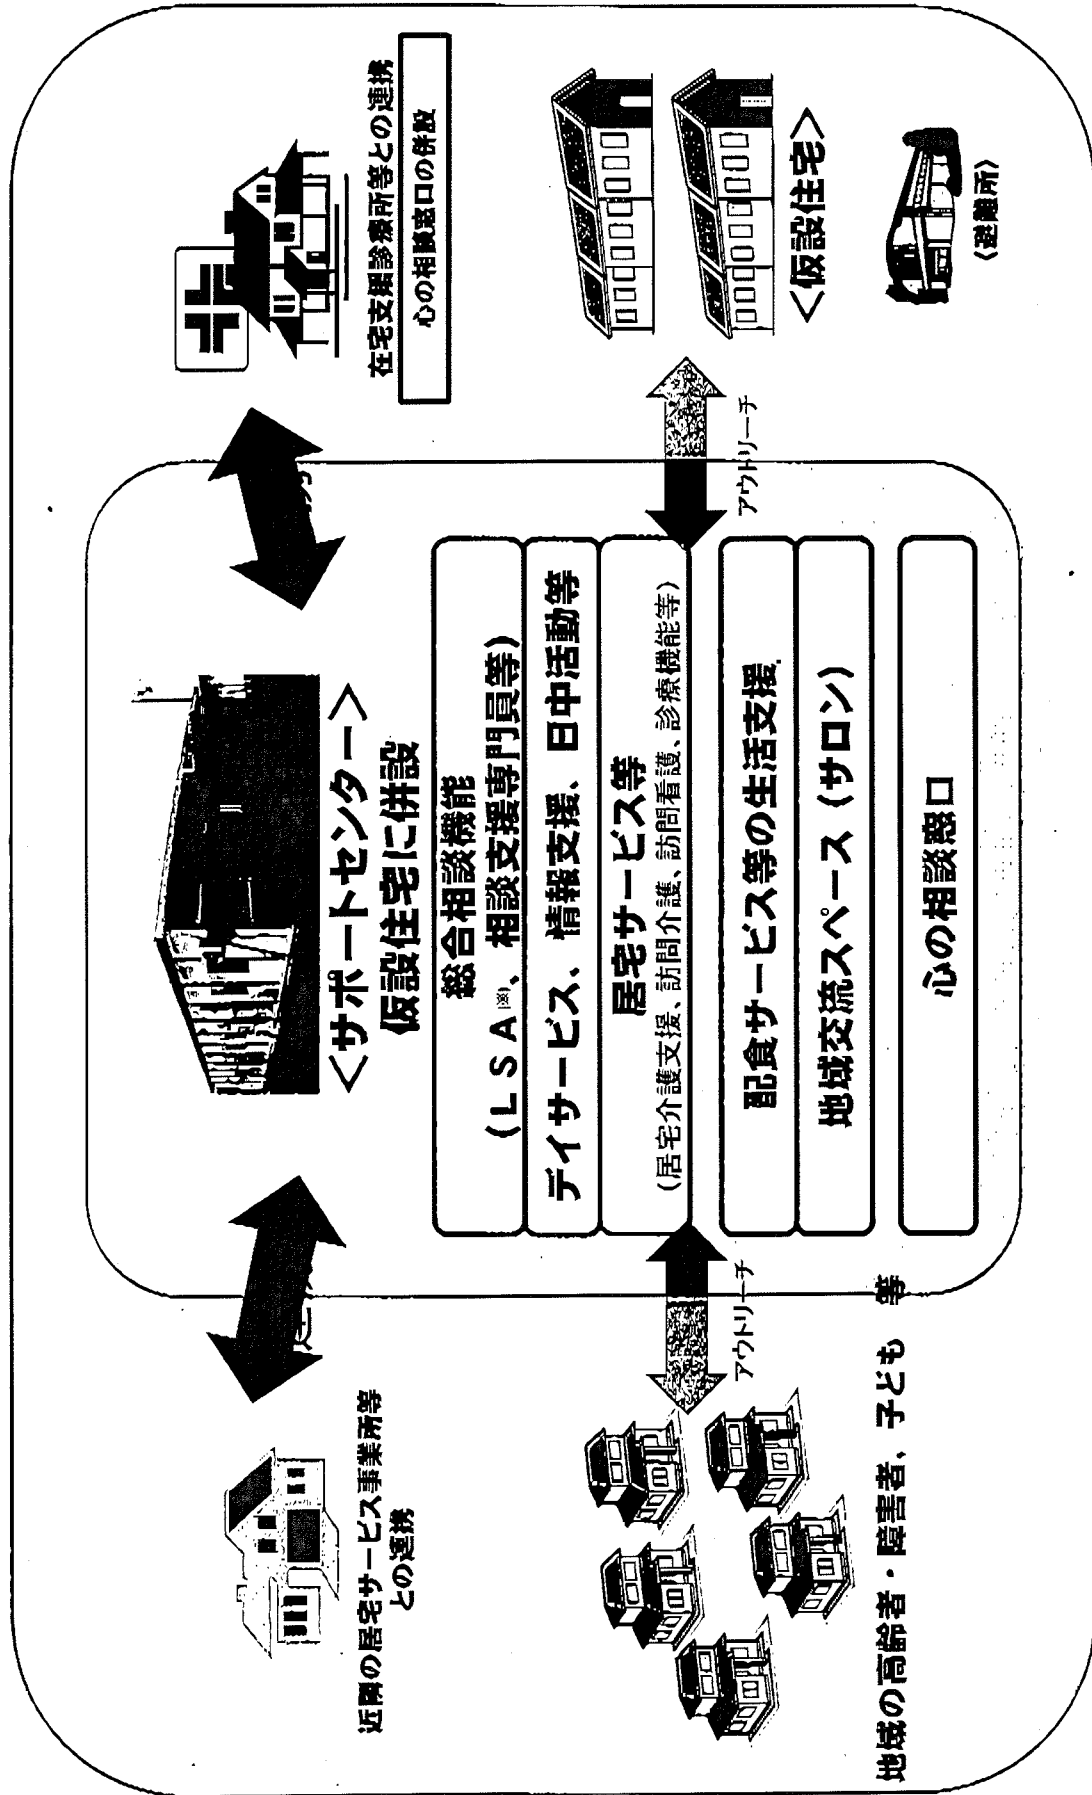 <サポートセンター>
仮設住宅に併設
総合相談機能
(LSA(※)、相談支援専門員等)
デイサービス、情報支援、日中活動等
居宅サービス等
(居宅介護支援、訪問介護、訪問看護、診療機能等)
配食サービス等の生活支援
地域交流スペース(サロン)
心の相談窓口
近隣の居宅サービス事業所等
との連携
アウトリーチ
地域の高齢者・障害者、子ども 等
在宅支援診療所等との連携
心の相談窓口の併設
アウトリーチ
<仮設住宅>
<避難所>